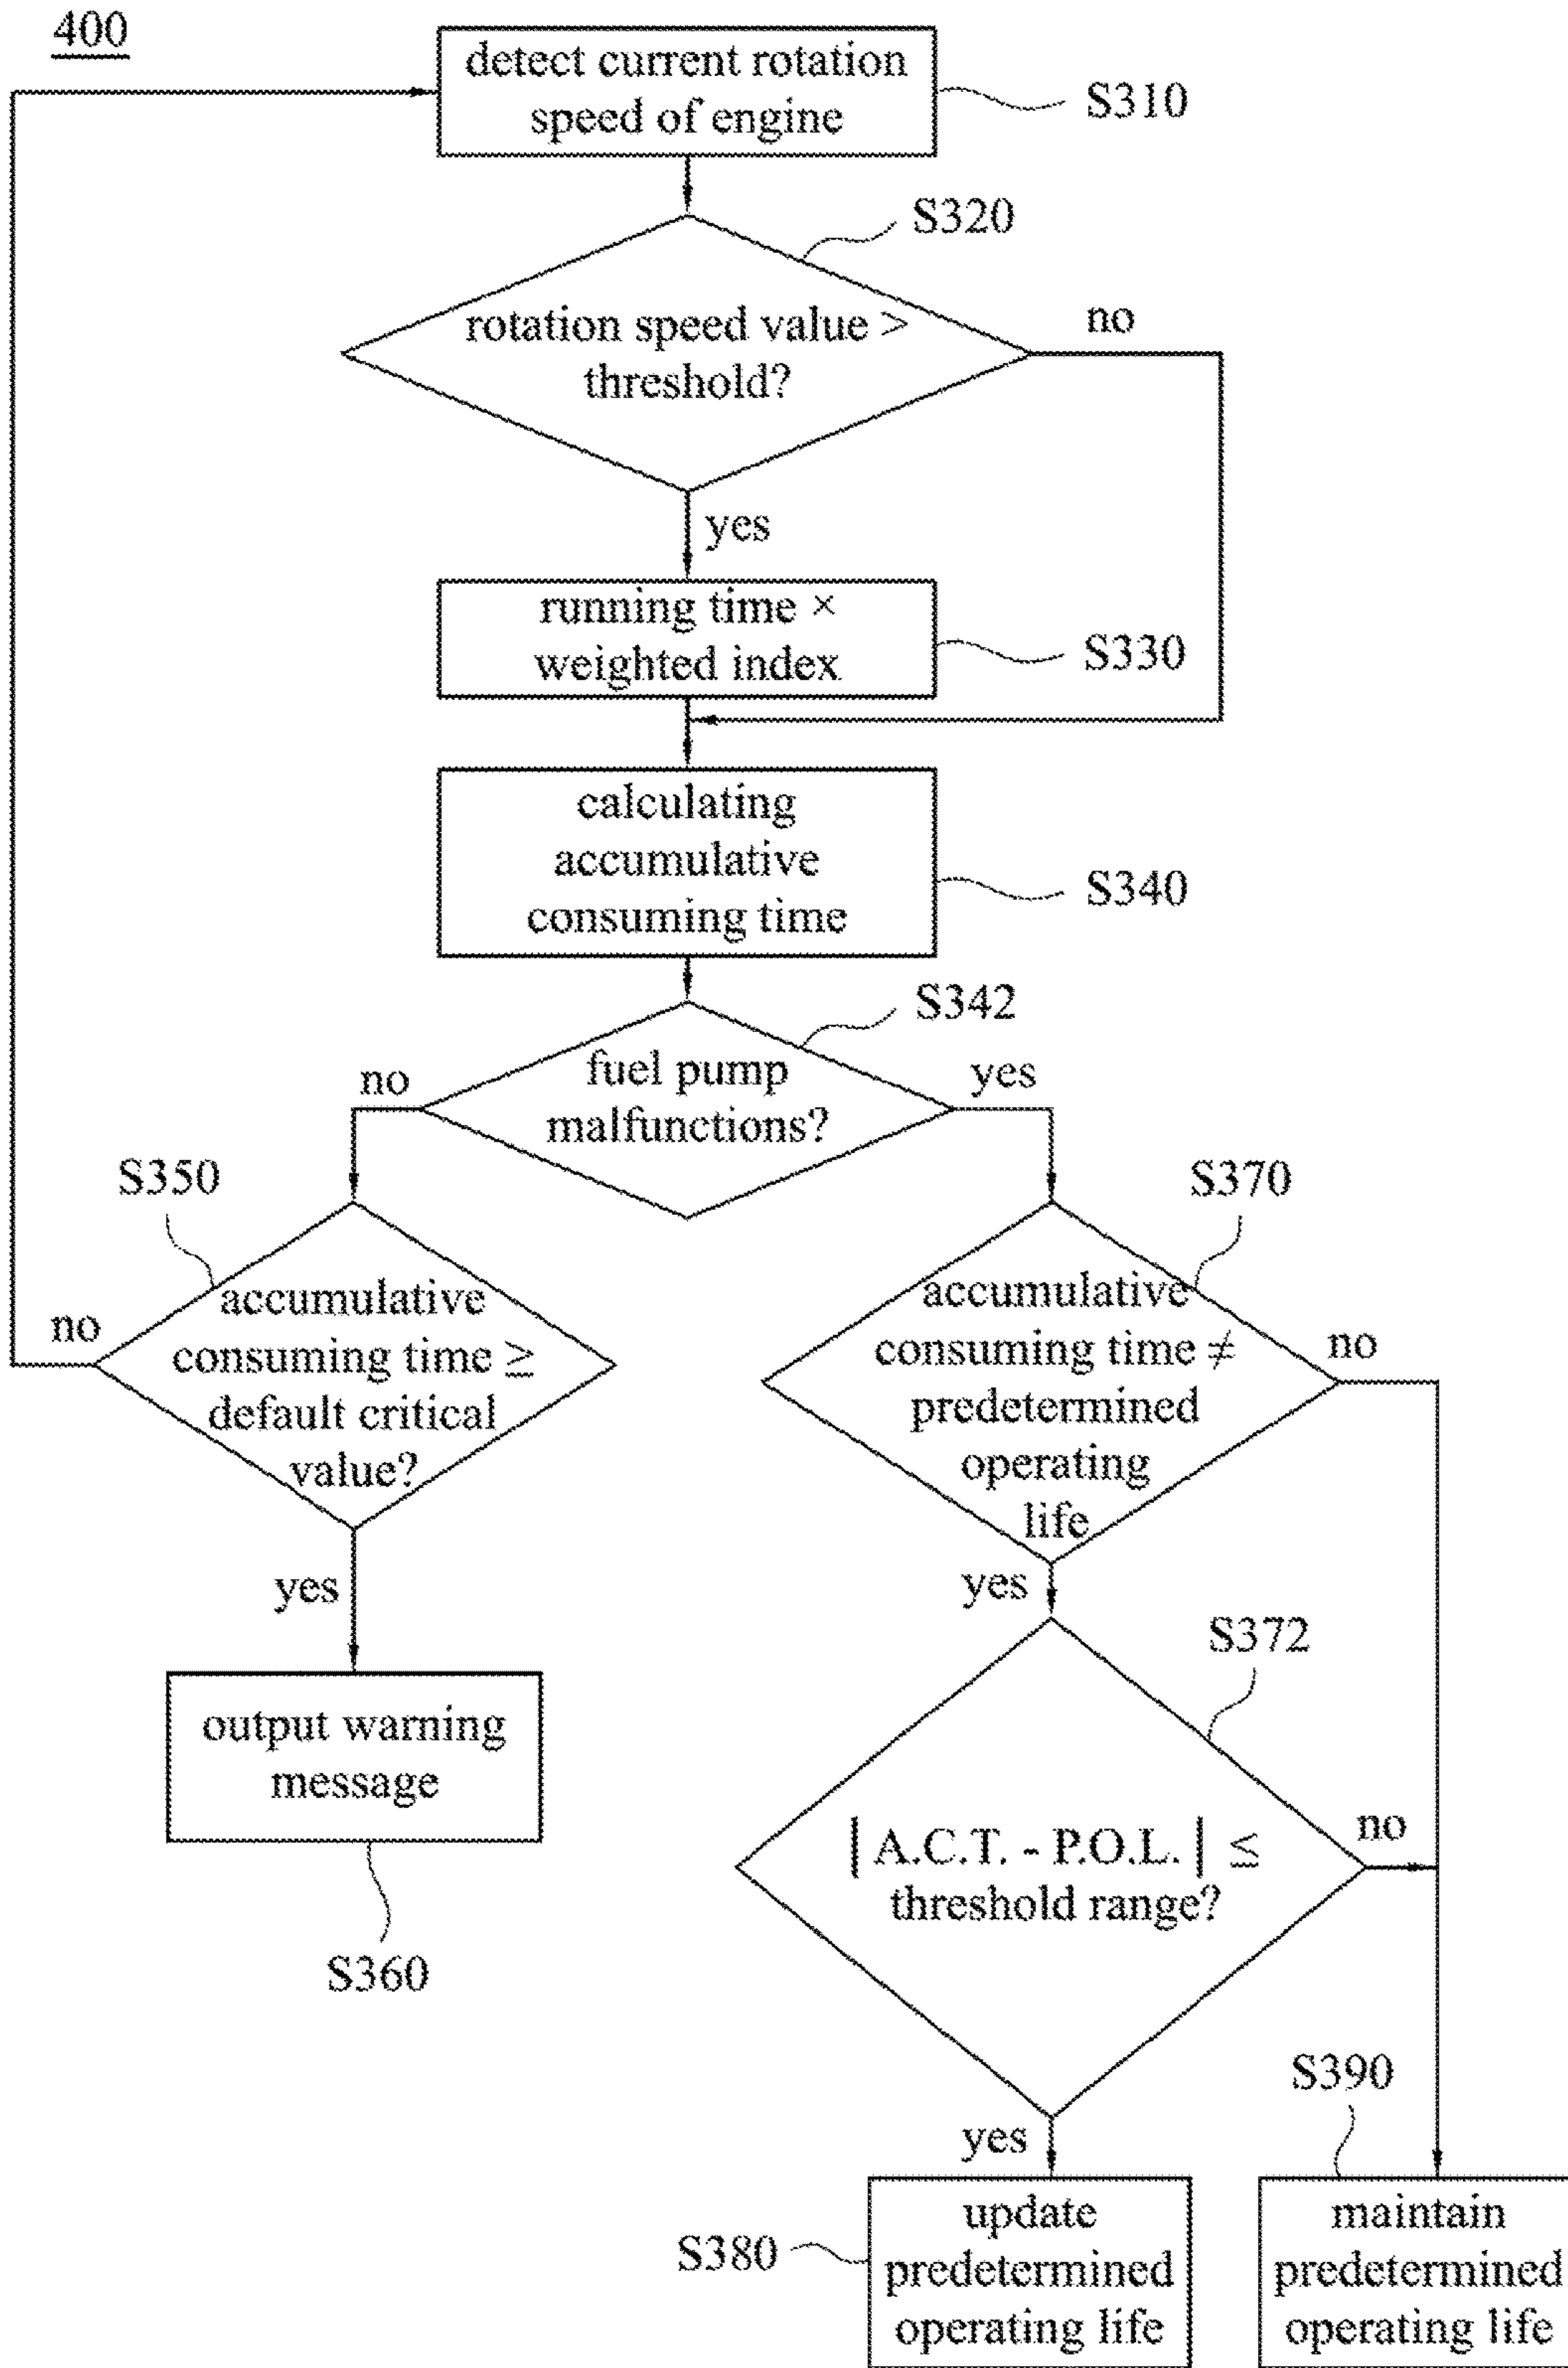 400
detect current rotation
speed of engine
S310
S320
rotation speed value >
threshold?
no
yes
running time ×
weighted index
S330
calculating
accumulative
consuming time
S340
S342
fuel pump
malfunctions?
no
yes
S350
accumulative
consuming time ≥
default critical
value?
no
yes
output warning
message
S360
S370
accumulative
consuming time ≠
predetermined
operating
life
no
yes
S372
| A.C.T. - P.O.L. | ≤
threshold range?
no
yes
S380
update
predetermined
operating life
S390
maintain
predetermined
operating life